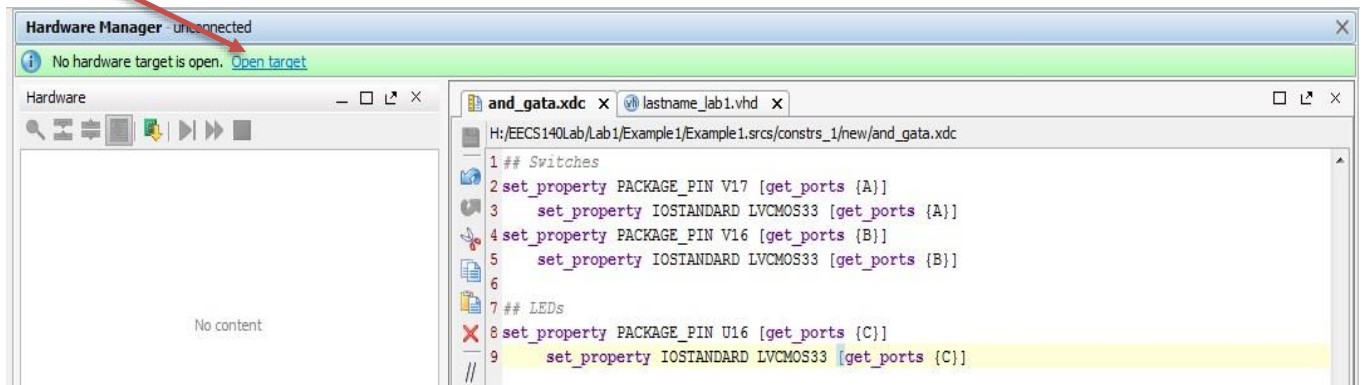 Hardware Manager - unconnected
No hardware target is open. Open target
Hardware
No content
and_gata.xdc
lastname_lab1.vhd
H:/EECS140Lab/Lab1/Example1/Example1.srcs/constrs_1/new/and_gata.xdc
1 ## Switches
2 set_property PACKAGE_PIN V17 [get_ports {A}]
3 set_property IOSTANDARD LVCMOS33 [get_ports {A}]
4 set_property PACKAGE_PIN V16 [get_ports {B}]
5 set_property IOSTANDARD LVCMOS33 [get_ports {B}]
6
7 ## LEDs
8 set_property PACKAGE_PIN U16 [get_ports {C}]
9 set_property IOSTANDARD LVCMOS33 [get_ports {C}]